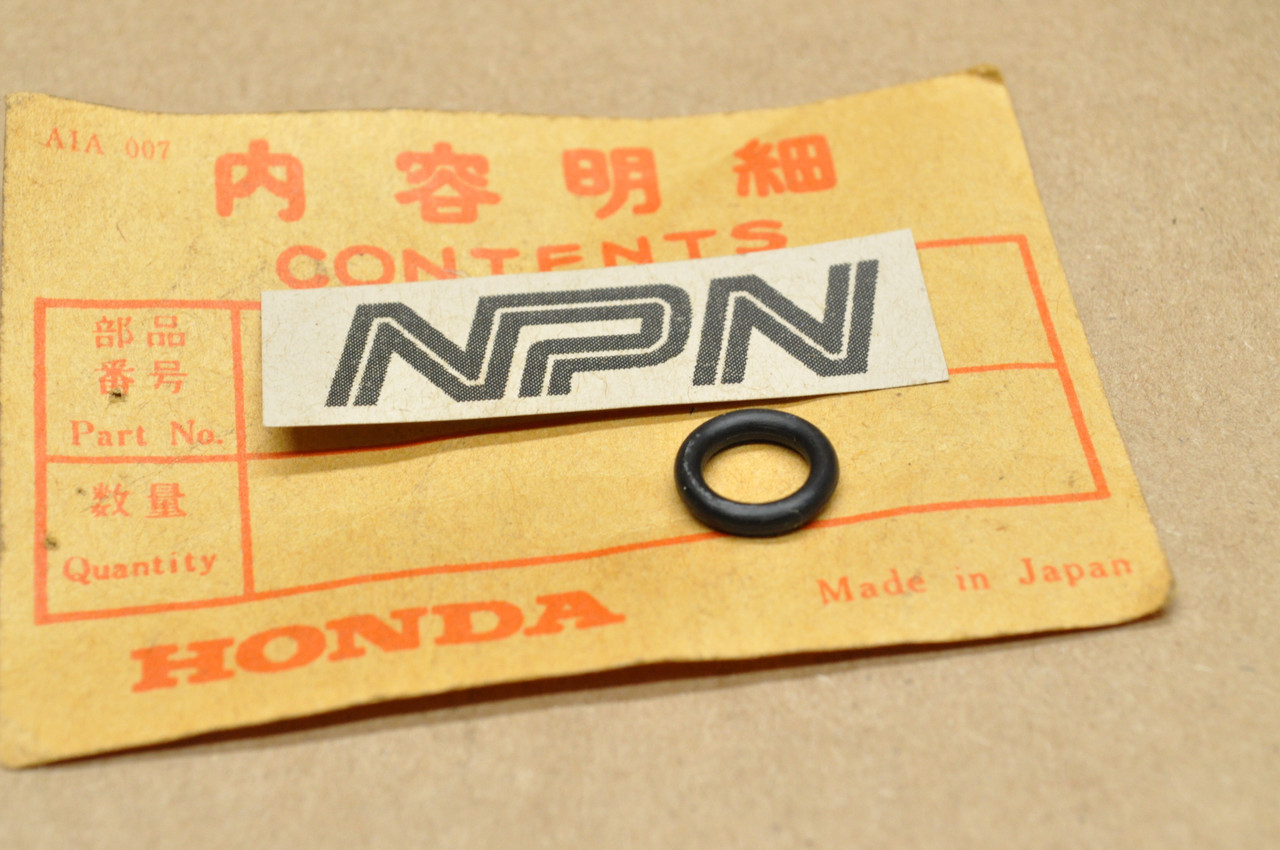 A1A 007
内容明細
CONTENTS
NPN
部品
番号
Part No.
数量
Quantity
HONDA
Made in Japan